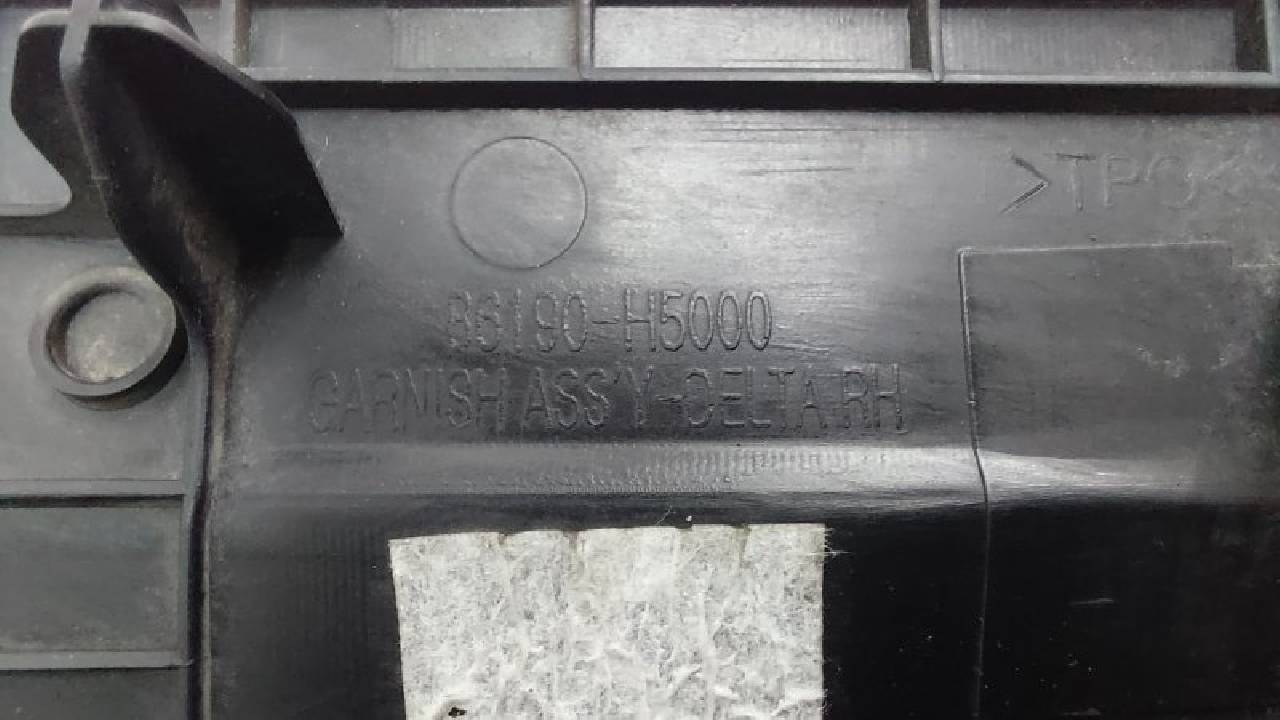 >TPO<
86190-H5000
GARNISH ASS'Y-DELTA,RH